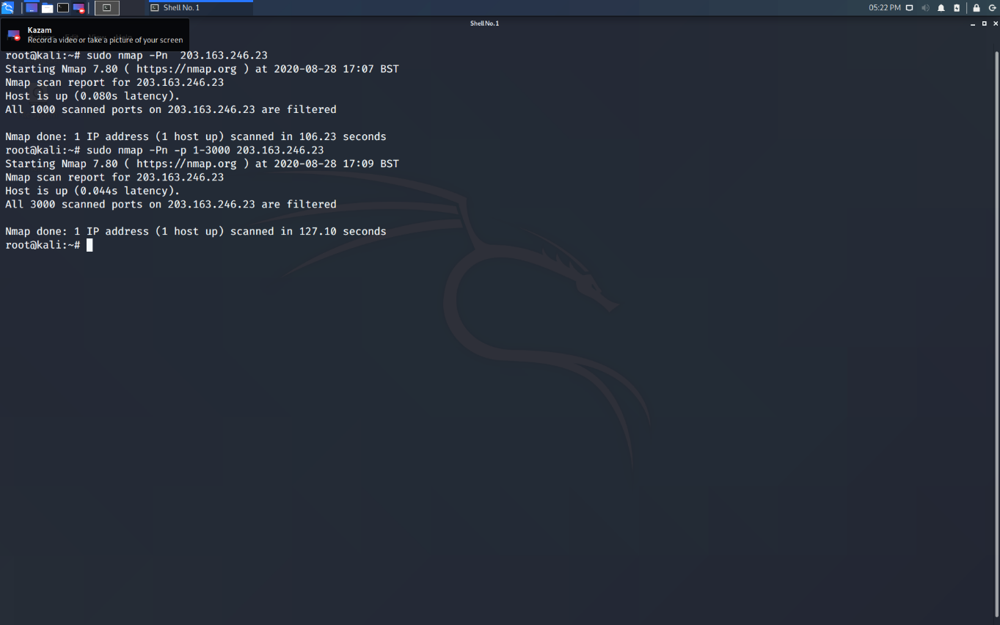 Shell No. 1
05:22 PM
Shell No. 1
Kazam
Record a video or take a picture of your screen
root@kali:~# sudo nmap -Pn  203.163.246.23
Starting Nmap 7.80 ( https://nmap.org ) at 2020-08-28 17:07 BST
Nmap scan report for 203.163.246.23
Host is up (0.080s latency).
All 1000 scanned ports on 203.163.246.23 are filtered
Nmap done: 1 IP address (1 host up) scanned in 106.23 seconds
root@kali:~# sudo nmap -Pn -p 1-3000 203.163.246.23
Starting Nmap 7.80 ( https://nmap.org ) at 2020-08-28 17:09 BST
Nmap scan report for 203.163.246.23
Host is up (0.044s latency).
All 3000 scanned ports on 203.163.246.23 are filtered
Nmap done: 1 IP address (1 host up) scanned in 127.10 seconds
root@kali:~#